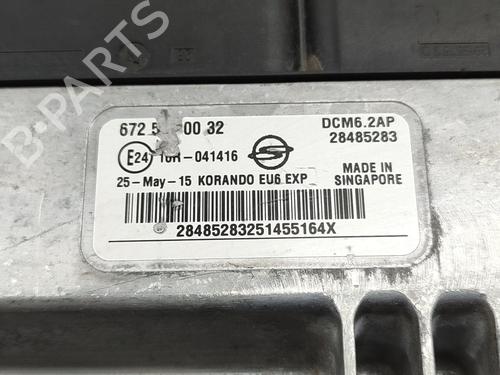 672 5 00 32
DCM6.2AP
28485283
E24 10R-041416
25-May-15 KORANDO EU6 EXP
MADE IN
SINGAPORE
28485283251455164X
B-PARTS